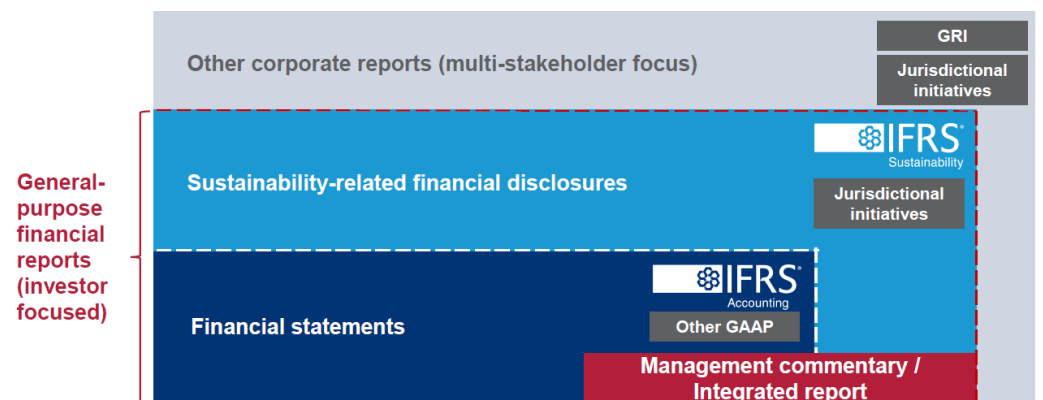 GRI
Other corporate reports (multi-stakeholder focus)
Jurisdictional
initiatives
General-
purpose
financial
reports
(investor
focused)
IFRS®
Sustainability
Sustainability-related financial disclosures
Jurisdictional
initiatives
IFRS®
Accounting
Financial statements
Other GAAP
Management commentary /
Integrated report